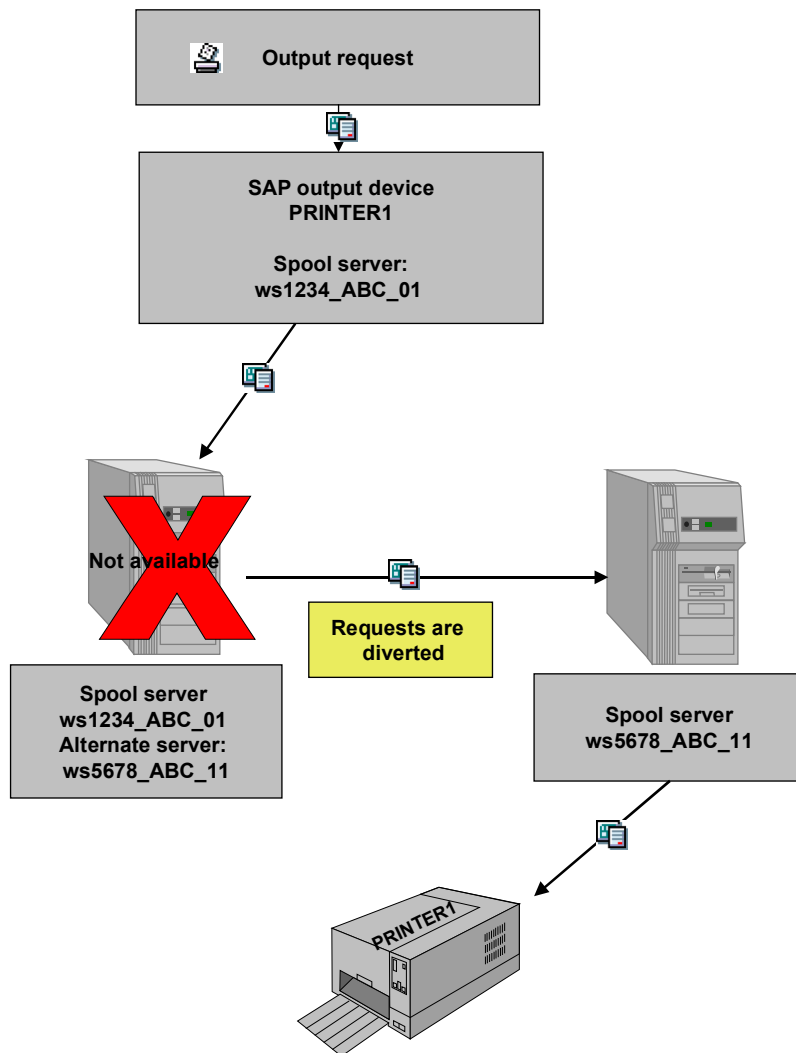 Output request
SAP output device
PRINTER1
Spool server:
ws1234_ABC_01
Not available
Requests are
diverted
Spool server
ws1234_ABC_01
Alternate server:
ws5678_ABC_11
Spool server
ws5678_ABC_11
PRINTER1